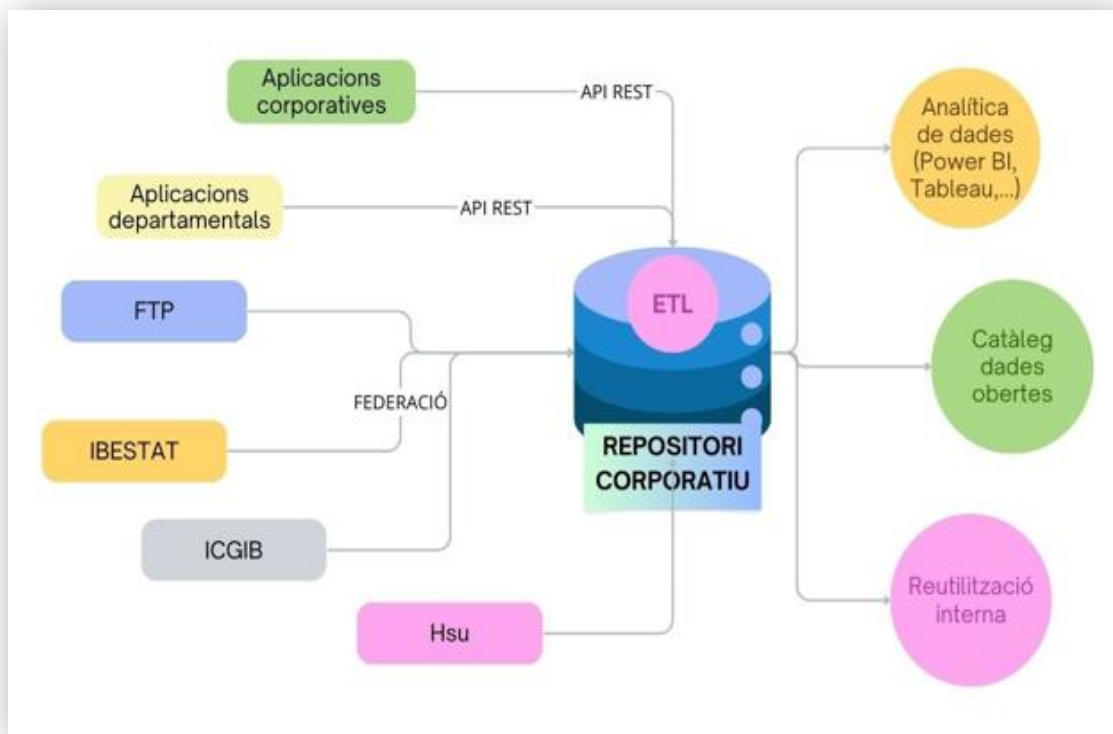 Aplicacions
corporatives
API REST
Aplicacions
departamentals
API REST
FTP
FEDERACIÓ
IBESTAT
ICGIB
Hsu
ETL
REPOSITORI
CORPORATIU
Analítica
de dades
(Power BI,
Tableau,...)
Catàleg
dades
obertes
Reutilització
interna